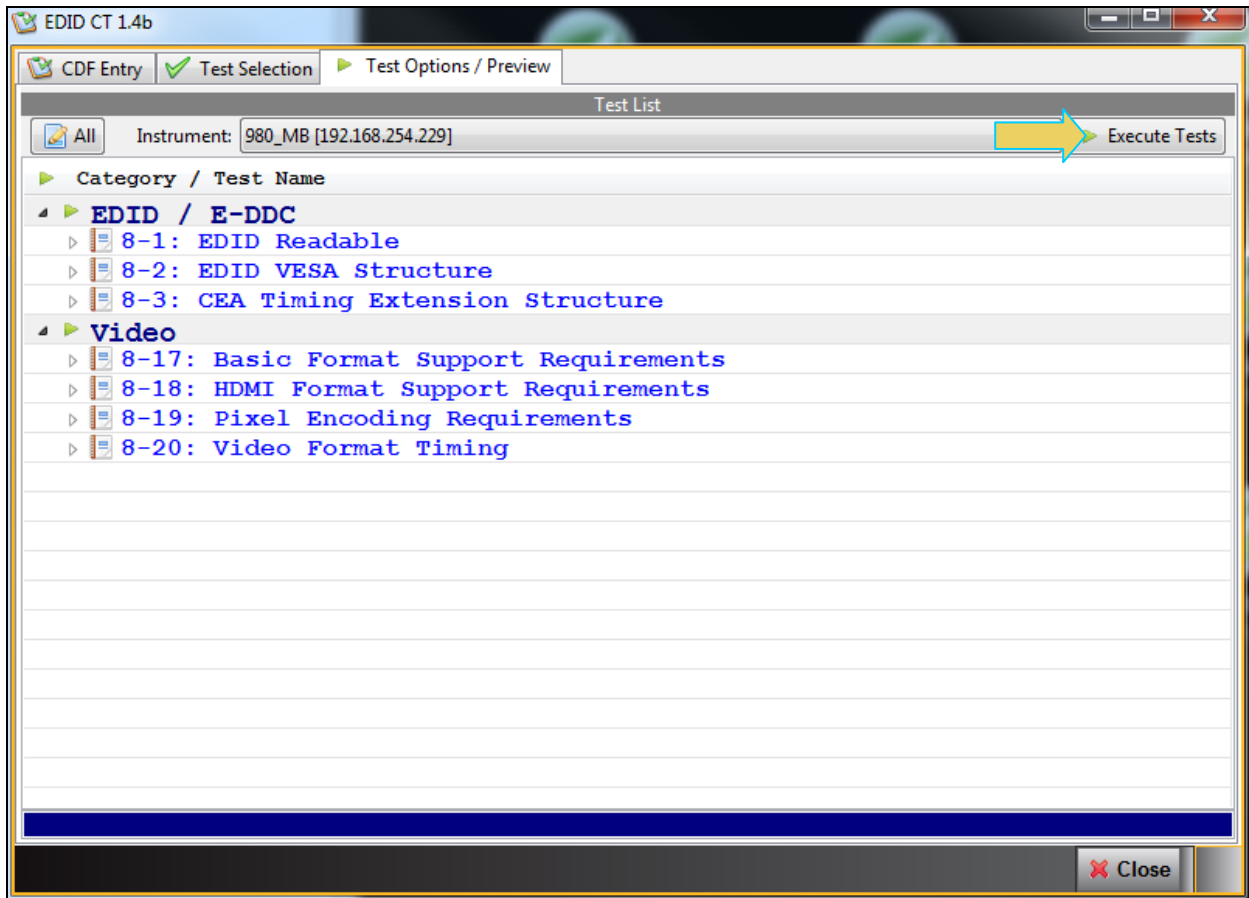 EDID CT 1.4b
CDF Entry Test Selection Test Options / Preview
Test List
All Instrument: 980_MB [192.168.254.229] Execute Tests
Category / Test Name
EDID / E-DDC
8-1: EDID Readable
8-2: EDID VESA Structure
8-3: CEA Timing Extension Structure
Video
8-17: Basic Format Support Requirements
8-18: HDMI Format Support Requirements
8-19: Pixel Encoding Requirements
8-20: Video Format Timing
Close